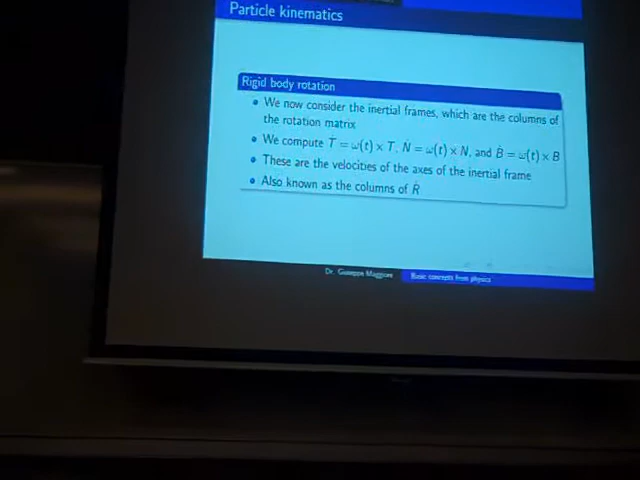 Particle kinematics
Rigid body rotation
• We now consider the inertial frames, which are the columns of
the rotation matrix
• We compute Ṫ = ω(t) × T, Ṅ = ω(t) × N, and Ḃ = ω(t) × B
• These are the velocities of the axes of the inertial frame
• Also known as the columns of Ṙ
Dr. Giuseppe Maggiore
Basic concepts from physics